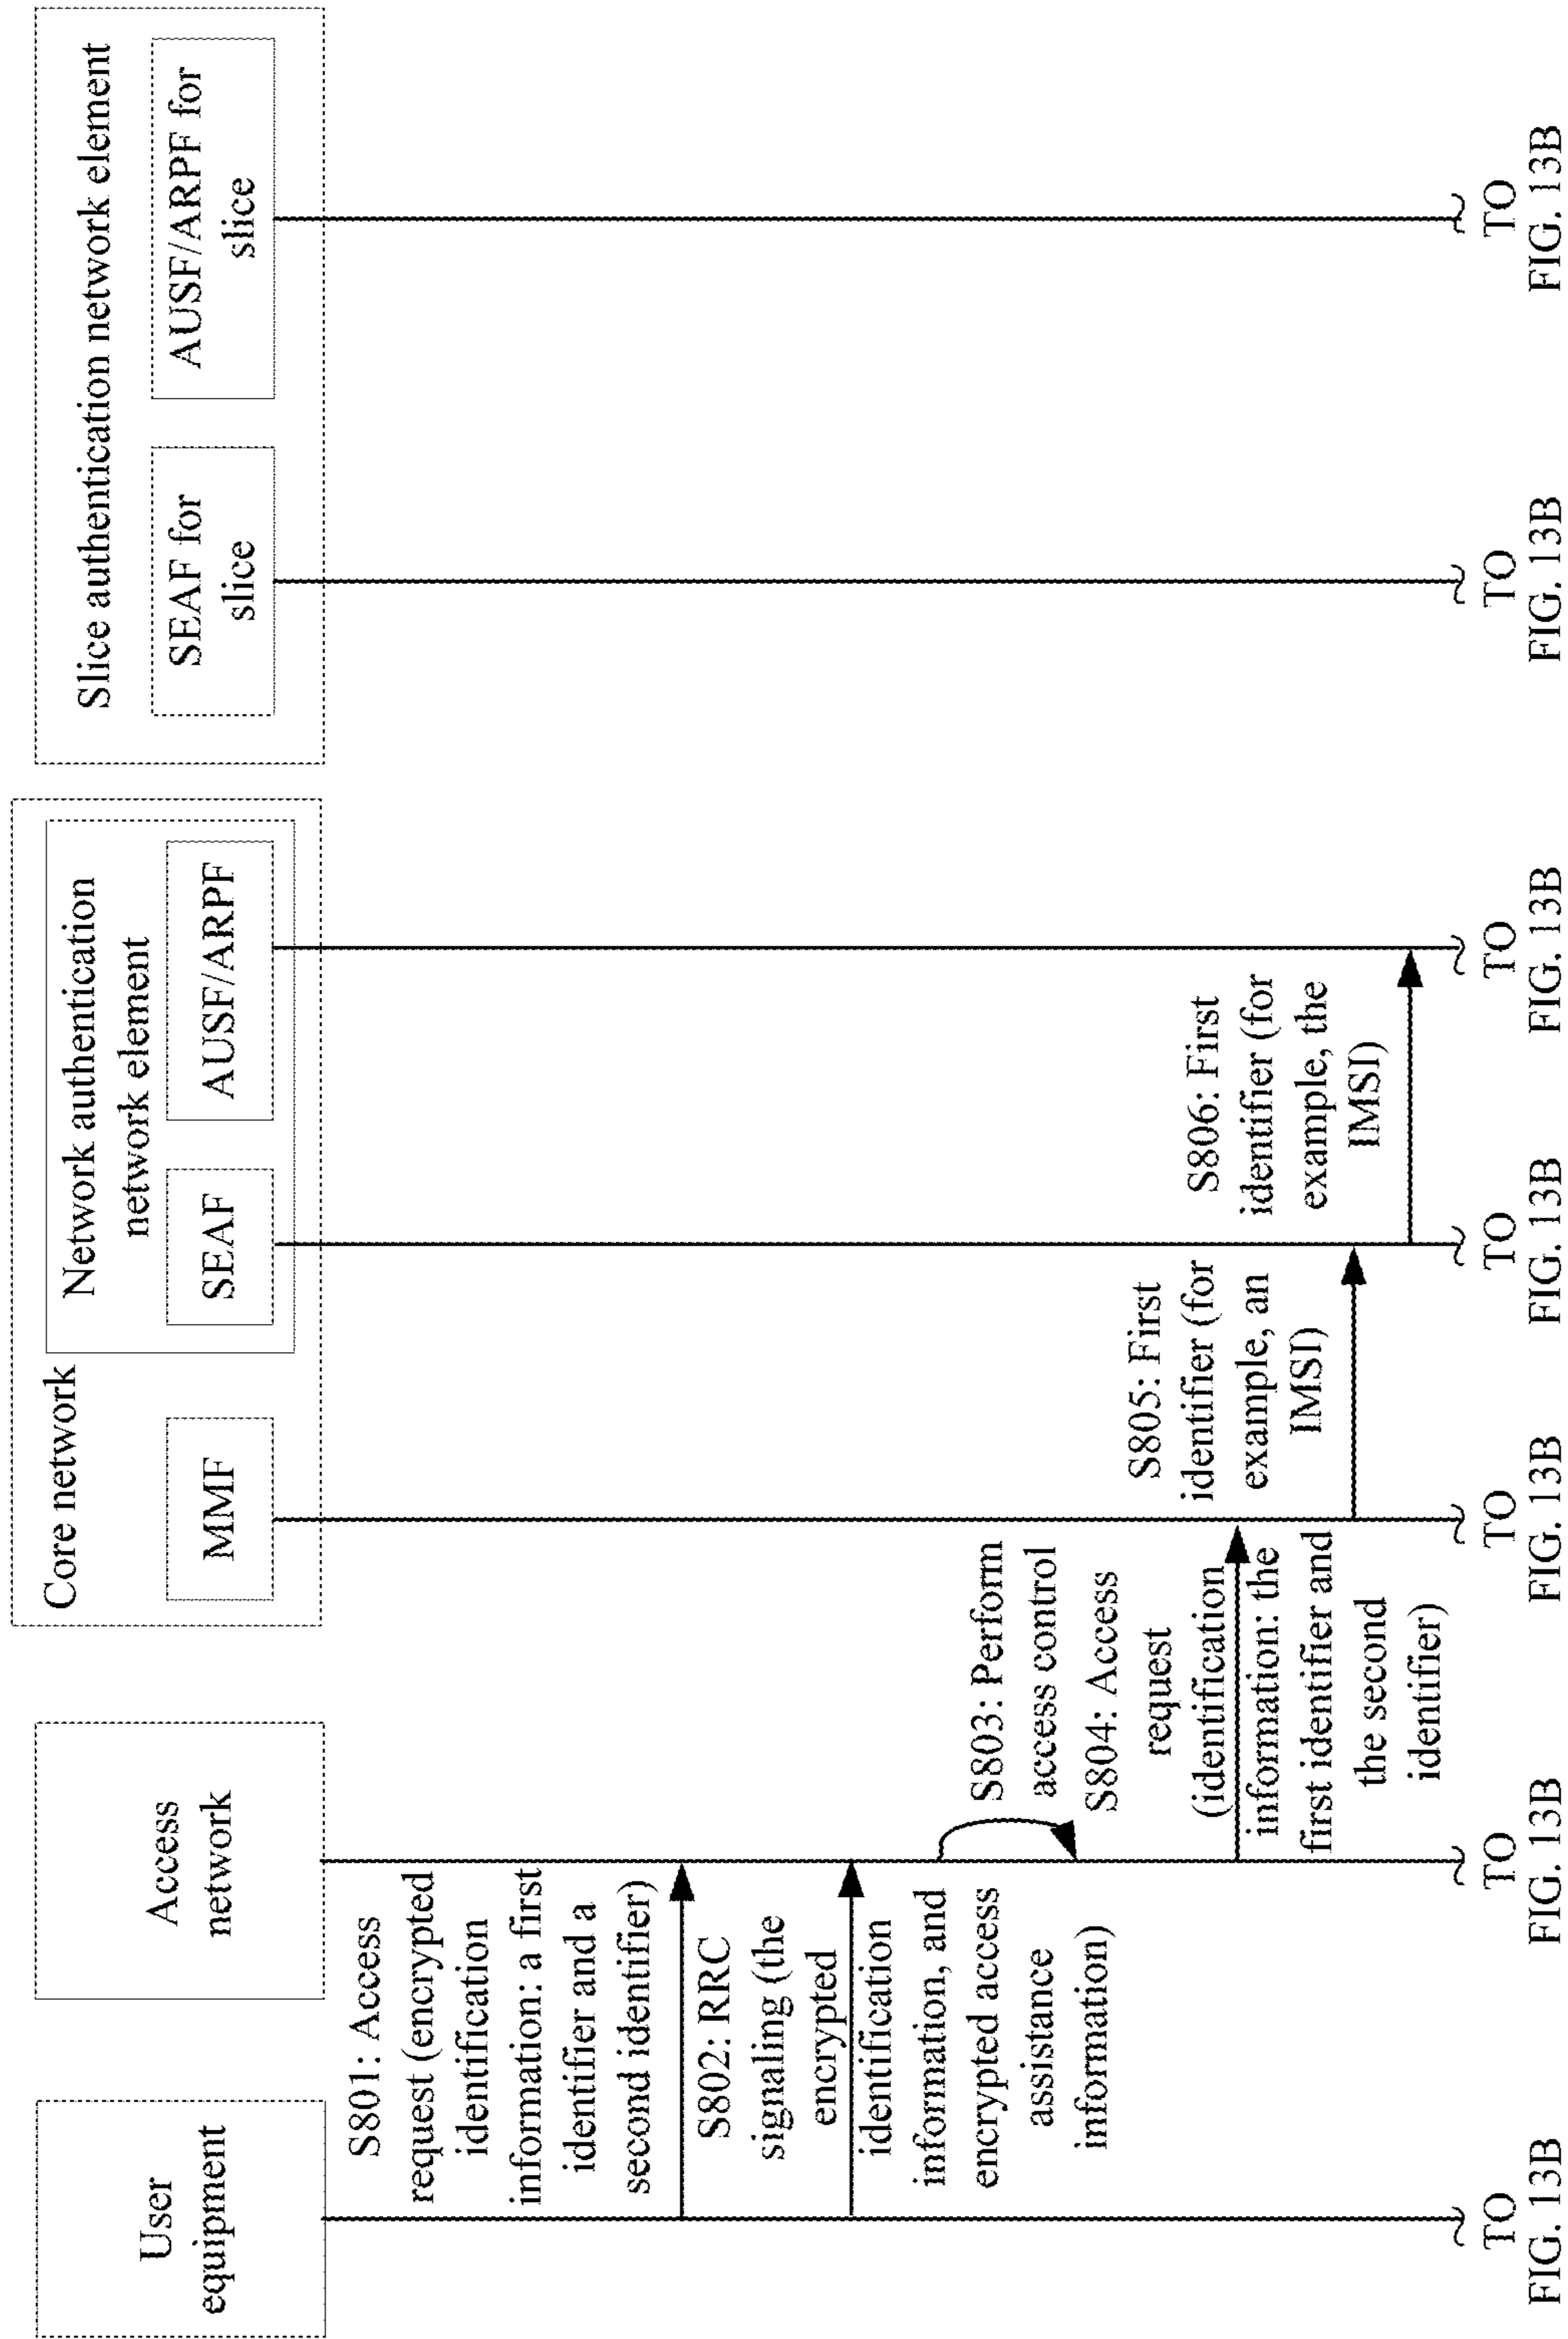 User
equipment
Access
network
Core network
MMF
Network authentication
network element
SEAF
AUSF/ARPF
Slice authentication network element
SEAF for
slice
AUSF/ARPF for
slice
S801: Access
request (encrypted
identification
information: a first
identifier and a
second identifier)
S802: RRC
signaling (the
encrypted
identification
information, and
encrypted access
assistance
information)
S803: Perform
access control
S804: Access
request
(identification
information: the
first identifier and
the second
identifier)
S805: First
identifier (for
example, an
IMSI)
S806: First
identifier (for
example, the
IMSI)
TO
FIG. 13B
TO
FIG. 13B
TO
FIG. 13B
TO
FIG. 13B
TO
FIG. 13B
TO
FIG. 13B
TO
FIG. 13B